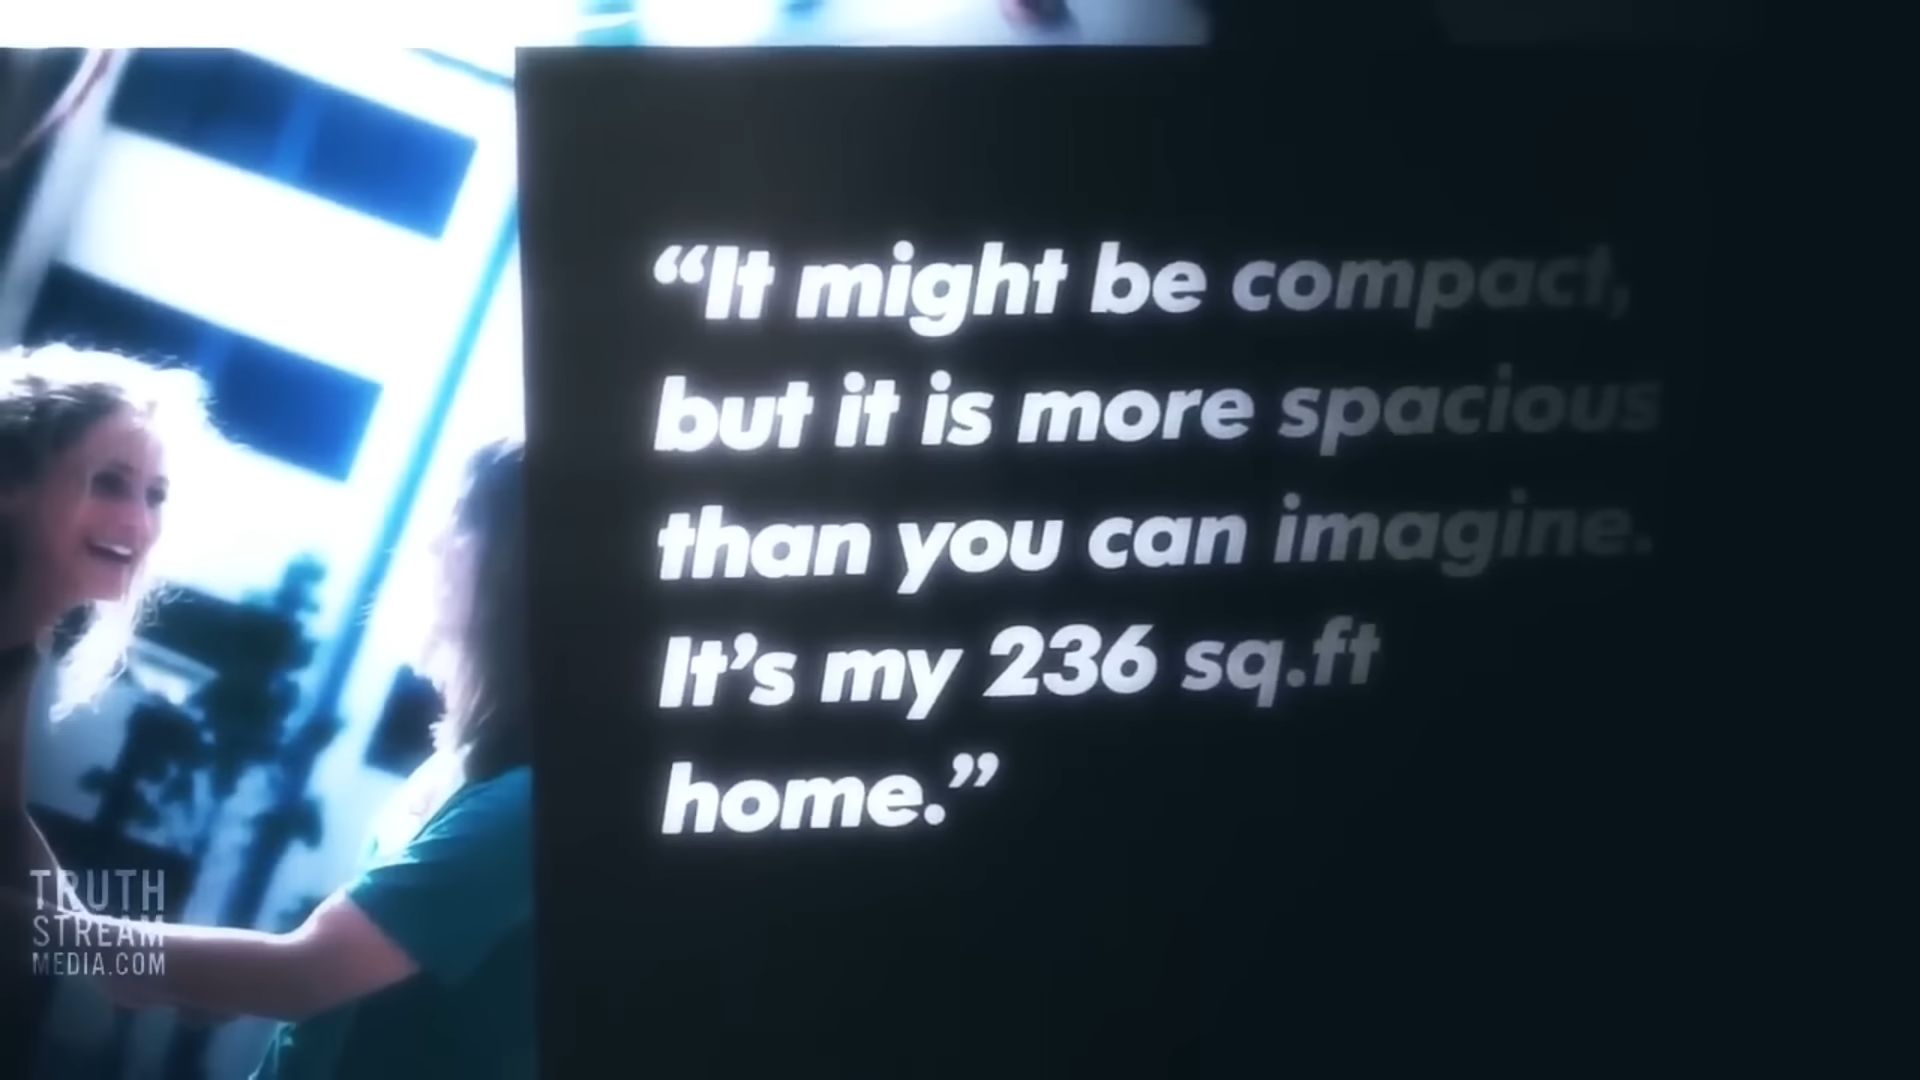 “It might be compact,
but it is more spacious
than you can imagine.
It’s my 236 sq.ft
home.”
TRUTH
STREAM
MEDIA.COM